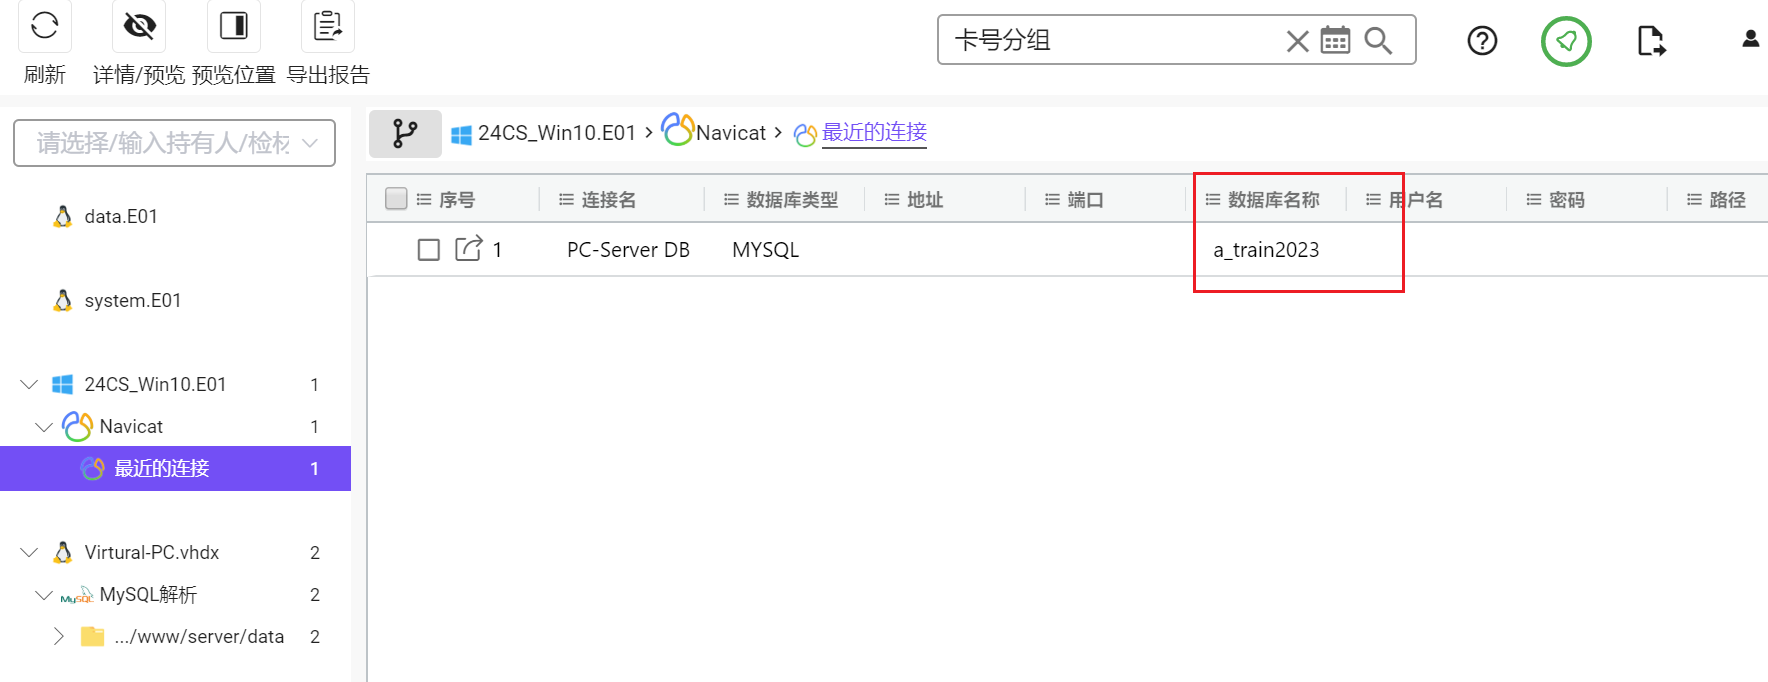 卡号分组
刷新 详情/预览 预览位置 导出报告
请选择/输入持有人/检材
data.E01
system.E01
24CS_Win10.E01 1
Navicat 1
最近的连接 1
Virtural-PC.vhdx 2
MySQL MySQL解析 2
.../www/server/data 2
24CS_Win10.E01 > Navicat > 最近的连接
序号 连接名 数据库类型 地址 端口 数据库名称 用户名 密码 路径
1 PC-Server DB MYSQL a_train2023